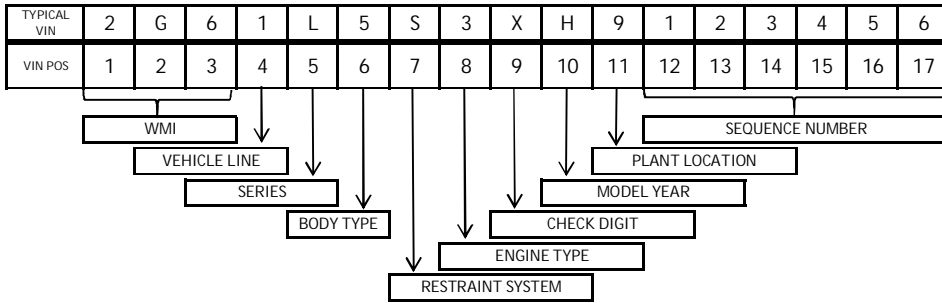 TYPICAL VIN 2 G 6 1 L 5 S 3 X H 9 1 2 3 4 5 6
VIN POS 1 2 3 4 5 6 7 8 9 10 11 12 13 14 15 16 17
WMI SEQUENCE NUMBER
VEHICLE LINE PLANT LOCATION
SERIES MODEL YEAR
BODY TYPE CHECK DIGIT
ENGINE TYPE
RESTRAINT SYSTEM